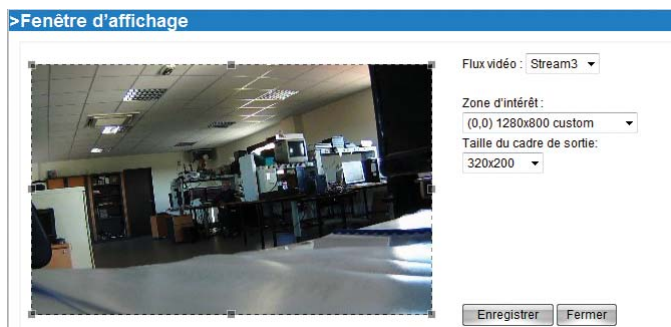 >Fenêtre d'affichage
Flux vidéo : Stream3
Zone d'intérêt :
(0,0) 1280x800 custom
Taille du cadre de sortie:
320x200
Enregistrer Fermer